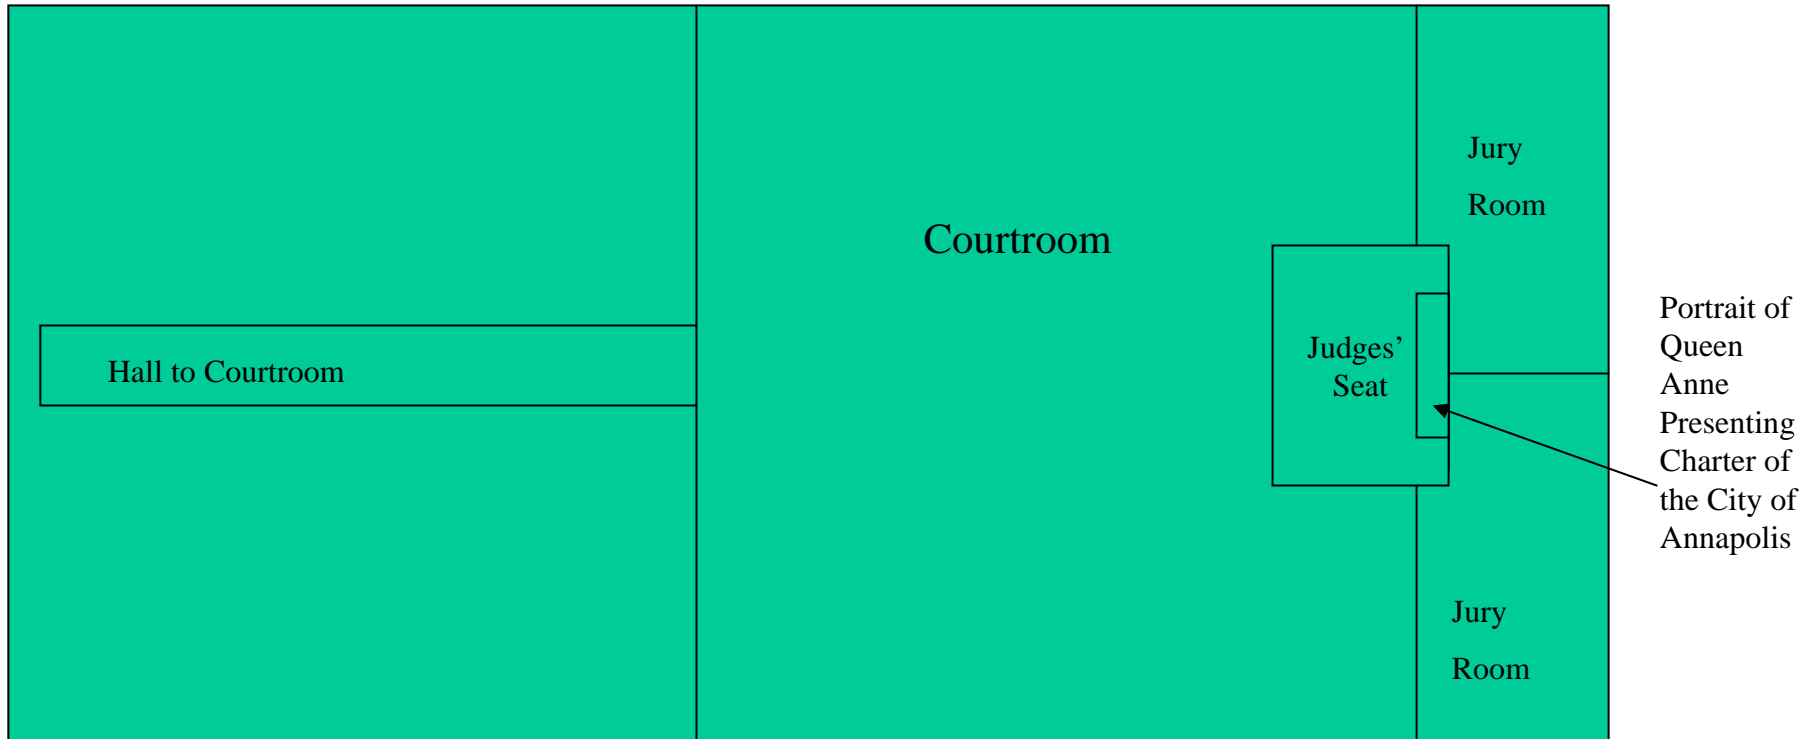 Hall to Courtroom
Courtroom
Judges’
Seat
Jury
Room
Jury
Room
Portrait of
Queen
Anne
Presenting
Charter of
the City of
Annapolis